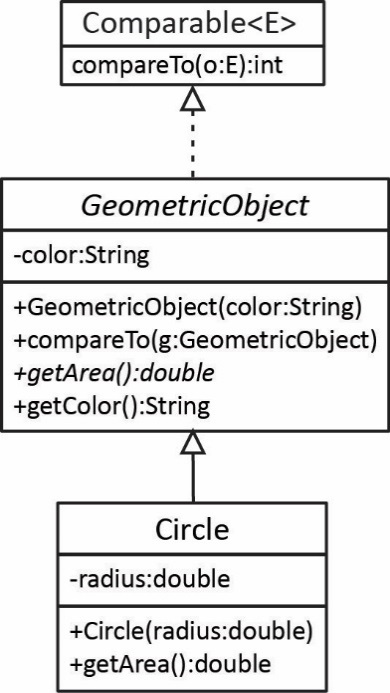 Comparable<E>
compareTo(o:E):int
GeometricObject
-color:String
+GeometricObject(color:String)
+compareTo(g:GeometricObject)
+getArea():double
+getColor():String
Circle
-radius:double
+Circle(radius:double)
+getArea():double